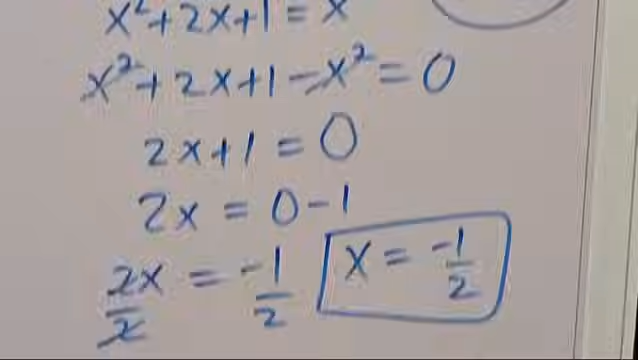 x²+2x+1 = x
x²+2x+1-x²=0
2x+1 = 0
2x = 0-1
2x/2 = -1/2 x = -1/2